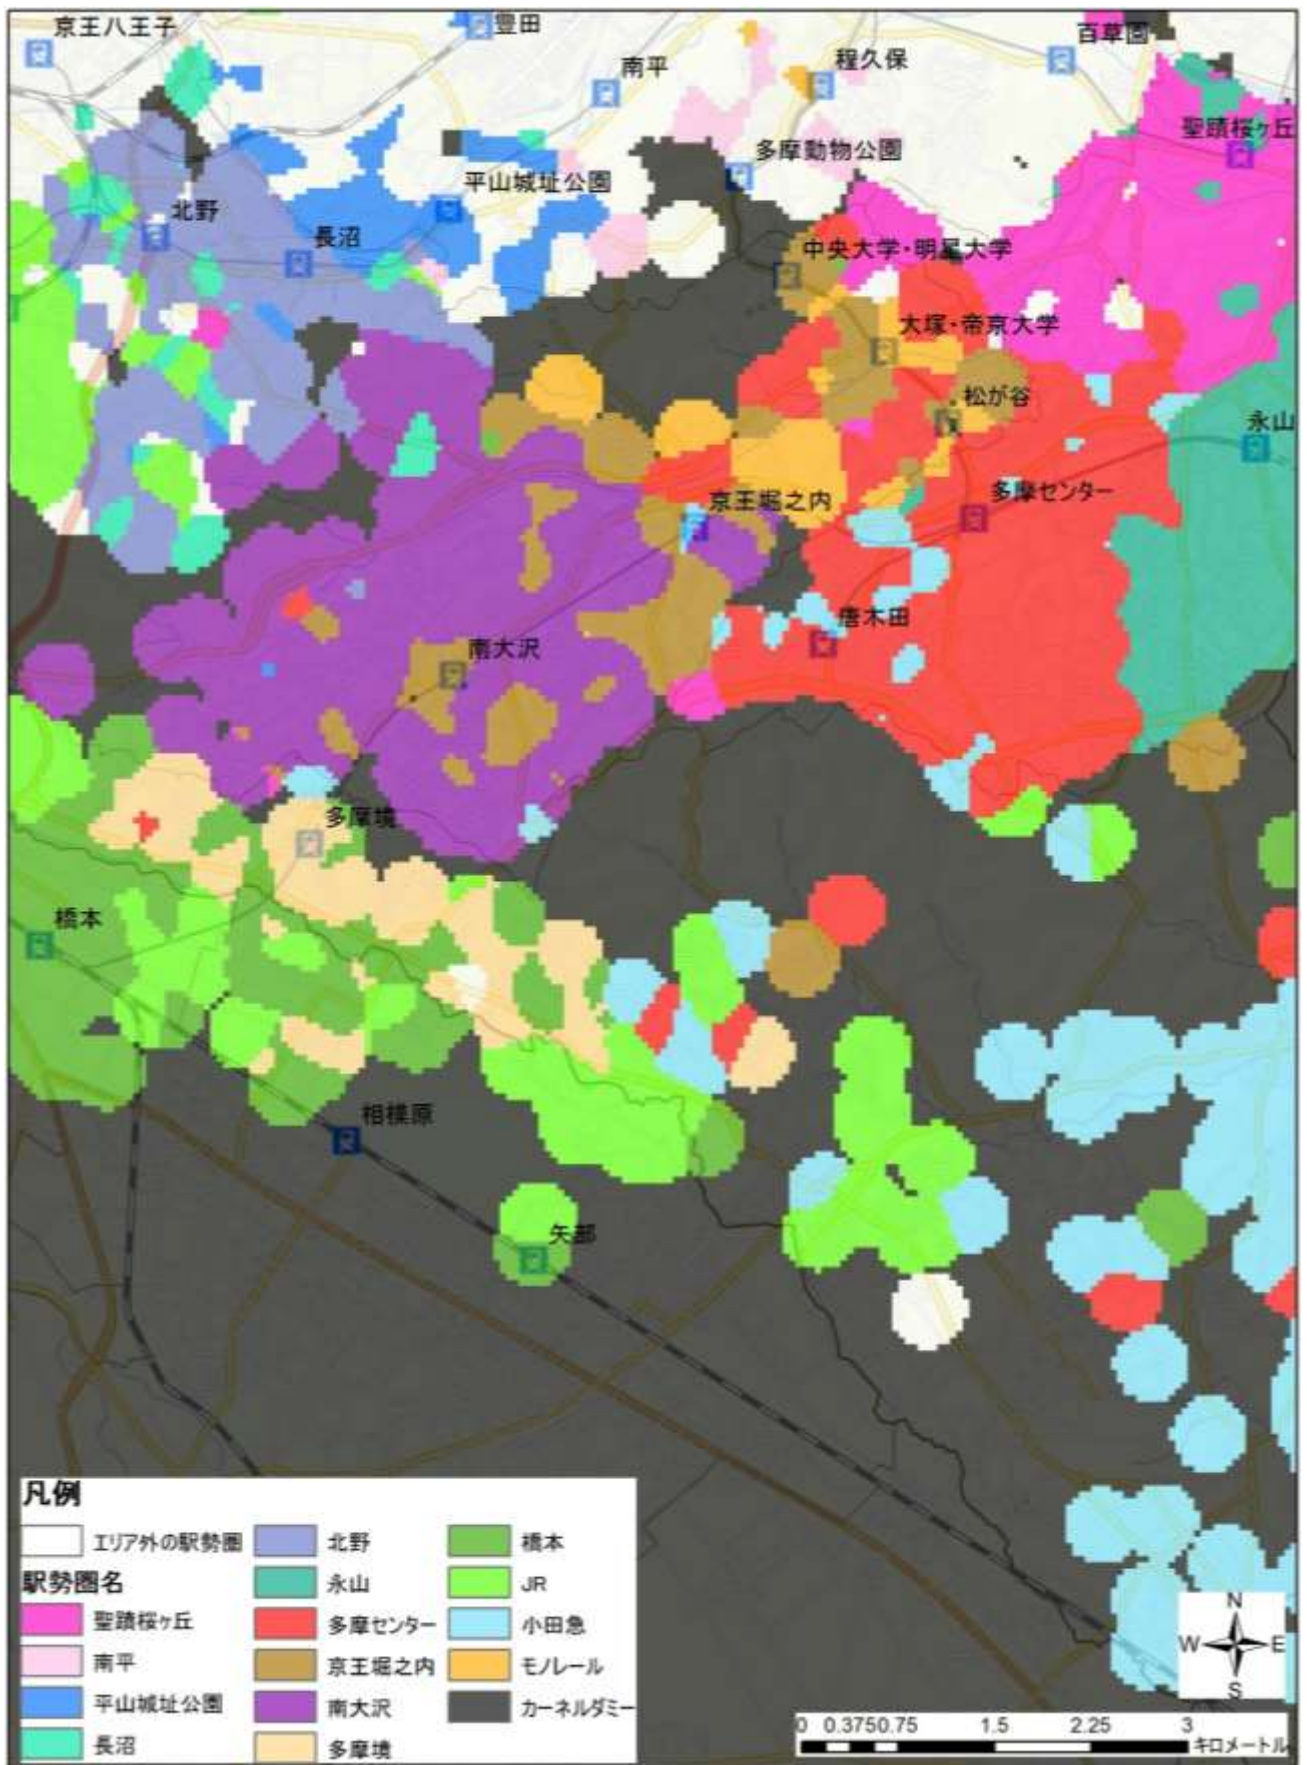 京王八王子
豊田
百草園
南平
程久保
聖蹟桜ヶ丘
多摩動物公園
平山城址公園
北野
長沼
中央大学・明星大学
大塚・帝京大学
松が谷
永山
多摩センター
京王堀之内
唐木田
南大沢
多摩境
橋本
相模原
矢部
凡例
エリア外の駅勢圏
駅勢圏名
聖蹟桜ヶ丘
南平
平山城址公園
長沼
北野
永山
多摩センター
京王堀之内
南大沢
多摩境
橋本
JR
小田急
モノレール
カーネルダミー
N
W E
S
0 0.3750.75 1.5 2.25 3
キロメートル